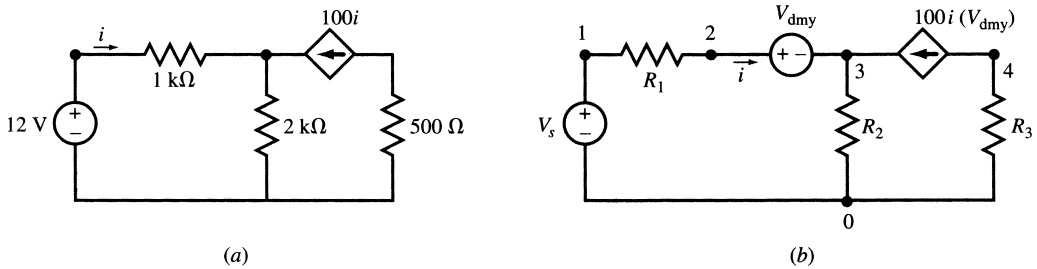 100i
i
1 kΩ
12 V
+
−
2 kΩ
500 Ω
(a)
V_dmy
100i (V_dmy)
1
2
+ −
3
4
R₁
i
V_s
+
−
R₂
R₃
0
(b)